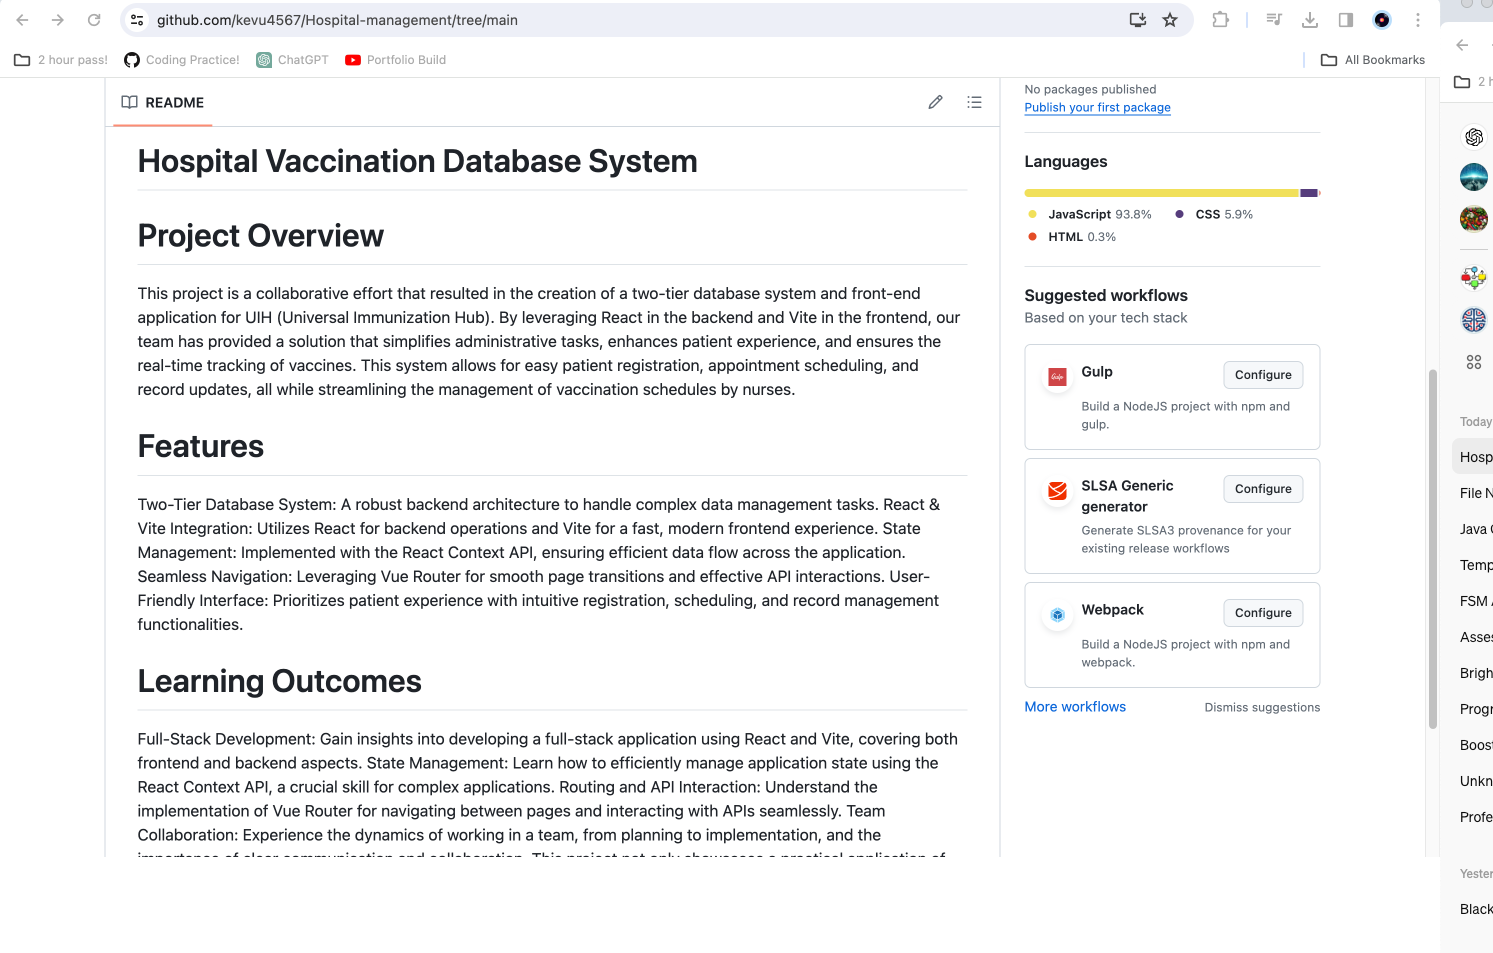 github.com/kevu4567/Hospital-management/tree/main
2 hour pass!
Coding Practice!
ChatGPT
Portfolio Build
All Bookmarks
README
Hospital Vaccination Database System
Project Overview
This project is a collaborative effort that resulted in the creation of a two-tier database system and front-end
application for UIH (Universal Immunization Hub). By leveraging React in the backend and Vite in the frontend, our
team has provided a solution that simplifies administrative tasks, enhances patient experience, and ensures the
real-time tracking of vaccines. This system allows for easy patient registration, appointment scheduling, and
record updates, all while streamlining the management of vaccination schedules by nurses.
Features
Two-Tier Database System: A robust backend architecture to handle complex data management tasks. React &
Vite Integration: Utilizes React for backend operations and Vite for a fast, modern frontend experience. State
Management: Implemented with the React Context API, ensuring efficient data flow across the application.
Seamless Navigation: Leveraging Vue Router for smooth page transitions and effective API interactions. User-
Friendly Interface: Prioritizes patient experience with intuitive registration, scheduling, and record management
functionalities.
Learning Outcomes
Full-Stack Development: Gain insights into developing a full-stack application using React and Vite, covering both
frontend and backend aspects. State Management: Learn how to efficiently manage application state using the
React Context API, a crucial skill for complex applications. Routing and API Interaction: Understand the
implementation of Vue Router for navigating between pages and interacting with APIs seamlessly. Team
Collaboration: Experience the dynamics of working in a team, from planning to implementation, and the
importance of clear communication and collaboration. This project not only showcases a practical application of
No packages published
Publish your first package
Languages
JavaScript 93.8%
CSS 5.9%
HTML 0.3%
Suggested workflows
Based on your tech stack
Gulp
Configure
Build a NodeJS project with npm and
gulp.
SLSA Generic
generator
Configure
Generate SLSA3 provenance for your
existing release workflows
Webpack
Configure
Build a NodeJS project with npm and
webpack.
More workflows
Dismiss suggestions
2 h
Today
Hosp
File N
Java
Temp
FSM
Asses
Brigh
Progr
Boost
Unkn
Profe
Yester
Black